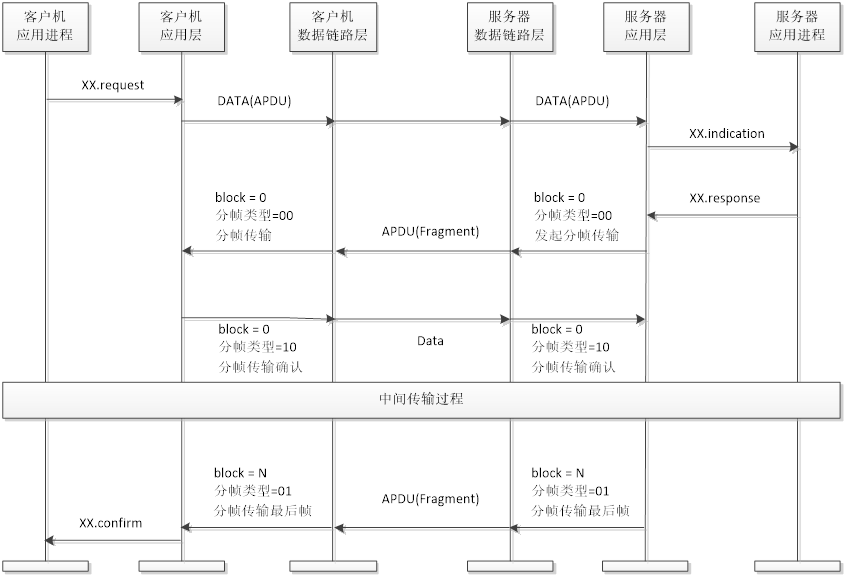 客户机
应用进程
客户机
应用层
客户机
数据链路层
服务器
数据链路层
服务器
应用层
服务器
应用进程
XX.request
DATA(APDU)
DATA(APDU)
XX.indication
XX.response
block = 0
分帧类型=00
分帧传输
APDU(Fragment)
block = 0
分帧类型=00
发起分帧传输
block = 0
分帧类型=10
分帧传输确认
Data
block = 0
分帧类型=10
分帧传输确认
中间传输过程
block = N
分帧类型=01
分帧传输最后帧
APDU(Fragment)
block = N
分帧类型=01
分帧传输最后帧
XX.confirm